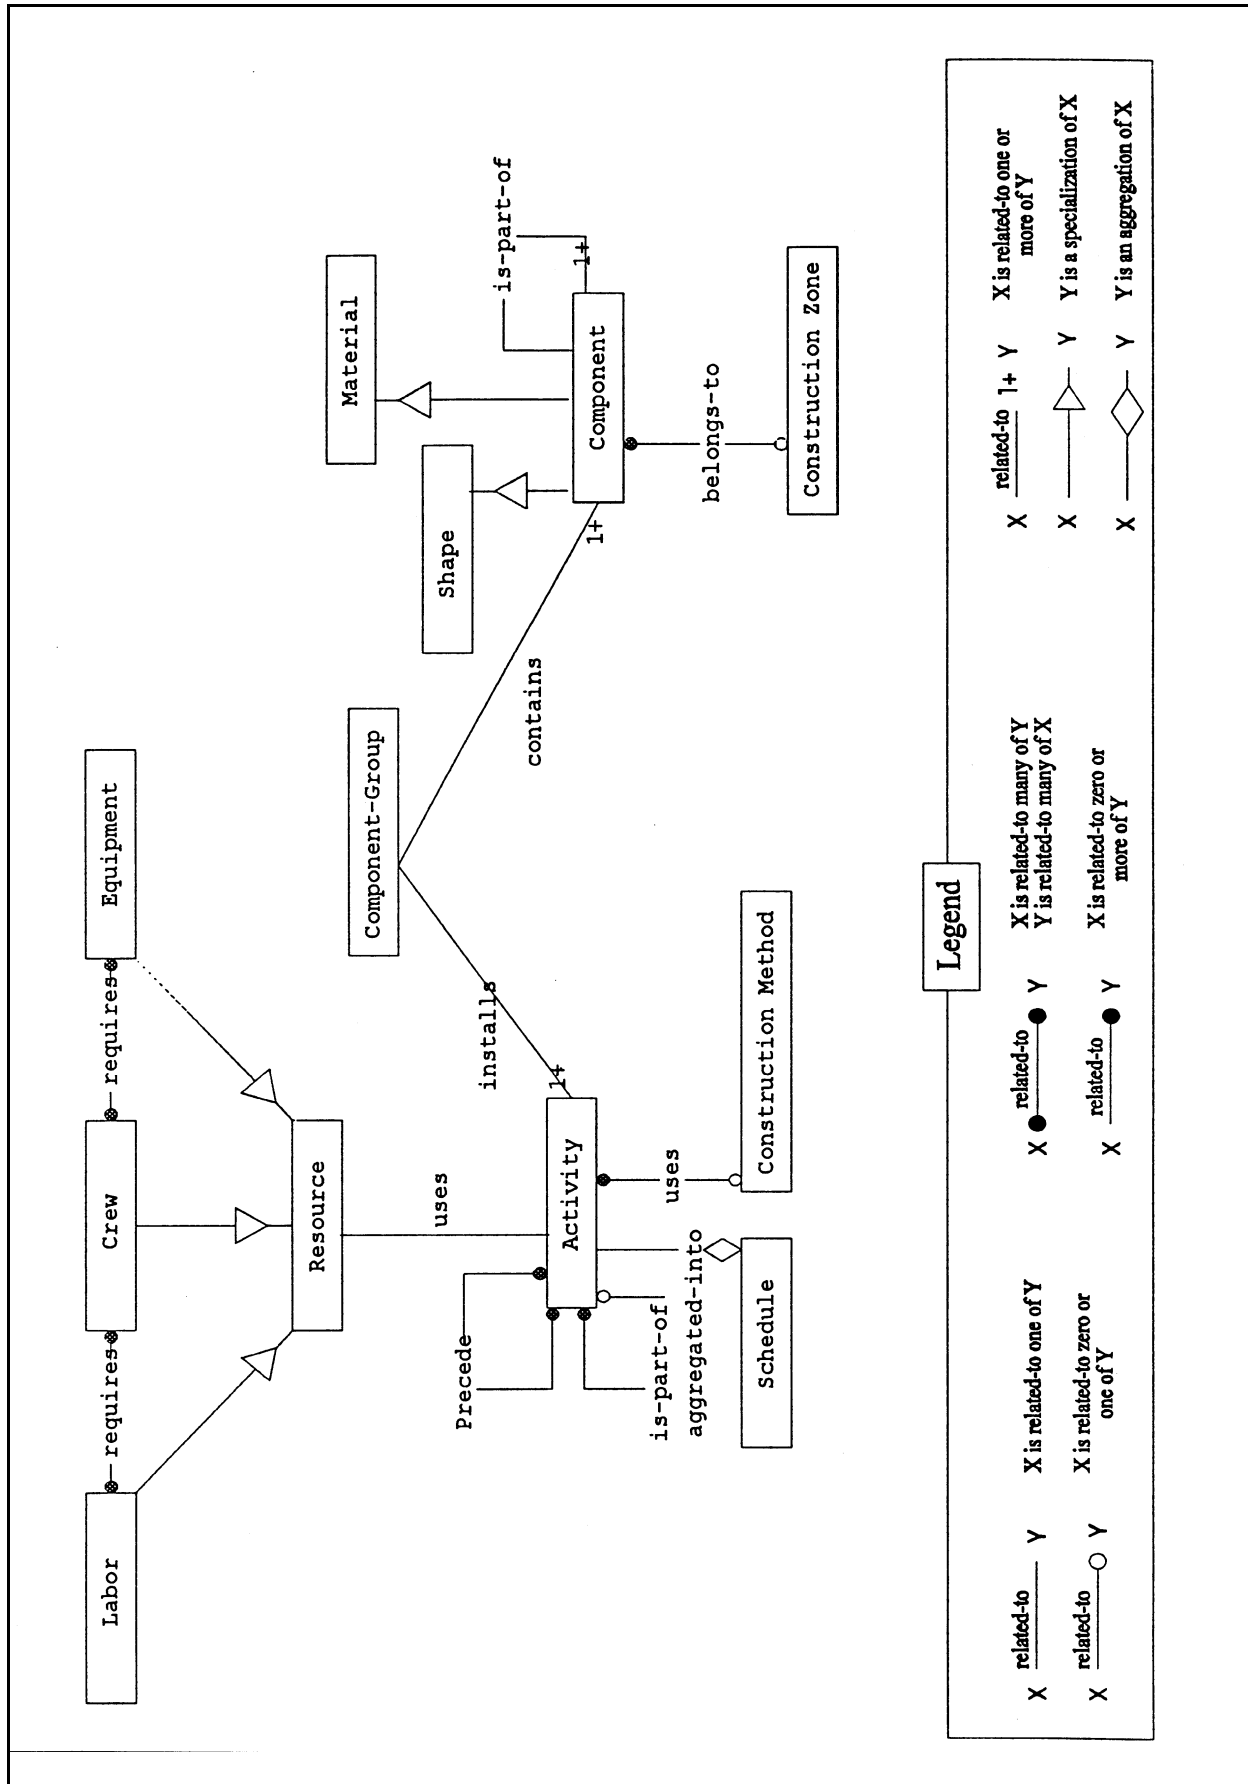 Labor
requires
Crew
requires
Equipment
Resource
uses
Precede
Activity
1+
installs
Component-Group
contains
Shape
Material
1+
Component
1+
is-part-of
is-part-of
aggregated-into
uses
belongs-to
Schedule
Construction Method
Construction Zone
Legend
X related-to Y
X is related-to one of Y
X related-to Y
X is related-to zero or
one of Y
X related-to Y
X is related-to many of Y
Y is related-to many of X
X related-to Y
X is related-to zero or
more of Y
X related-to 1+ Y
X is related-to one or
more of Y
X Y
Y is a specialization of X
X Y
Y is an aggregation of X